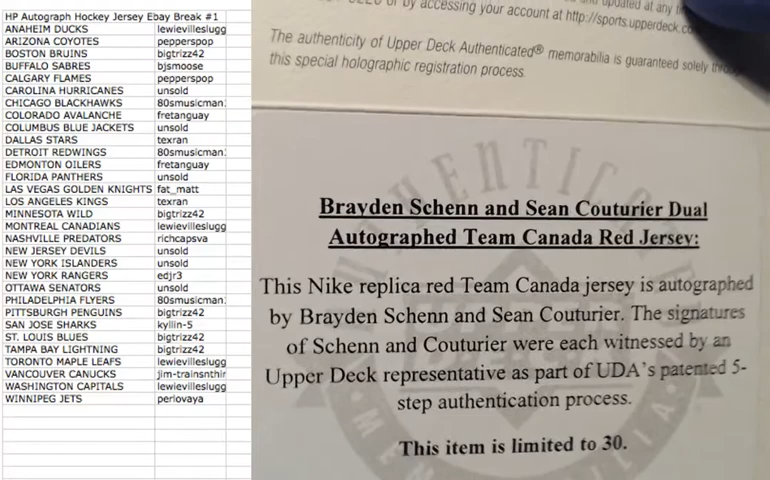 HP Autograph Hockey Jersey Ebay Break #1
ANAHEIM DUCKS lewievilleslugg
ARIZONA COYOTES pepperspop
BOSTON BRUINS bigtrizz42
BUFFALO SABRES bjsmoose
CALGARY FLAMES pepperspop
CAROLINA HURRICANES unsold
CHICAGO BLACKHAWKS 80smusicman
COLORADO AVALANCHE fretanguay
COLUMBUS BLUE JACKETS unsold
DALLAS STARS texran
DETROIT REDWINGS 80smusicman
EDMONTON OILERS fretanguay
FLORIDA PANTHERS unsold
LAS VEGAS GOLDEN KNIGHTS fat_matt
LOS ANGELES KINGS texran
MINNESOTA WILD bigtrizz42
MONTREAL CANADIANS lewievilleslugg
NASHVILLE PREDATORS richcapsva
NEW JERSEY DEVILS unsold
NEW YORK ISLANDERS unsold
NEW YORK RANGERS edjr3
OTTAWA SENATORS unsold
PHILADELPHIA FLYERS 80smusicman
PITTSBURGH PENGUINS bigtrizz42
SAN JOSE SHARKS kyllin-5
ST. LOUIS BLUES bigtrizz42
TAMPA BAY LIGHTNING bigtrizz42
TORONTO MAPLE LEAFS lewievilleslugg
VANCOUVER CANUCKS jim-trainsnthin
WASHINGTON CAPITALS lewievilleslugg
WINNIPEG JETS perlovaya
updated at any
or by accessing your account at http://sports.upperdeck.co
The authenticity of Upper Deck Authenticated® memorabilia is guaranteed solely
this special holographic registration process.
Brayden Schenn and Sean Couturier Dual
Autographed Team Canada Red Jersey:
This Nike replica red Team Canada jersey is autographed
by Brayden Schenn and Sean Couturier. The signatures
of Schenn and Couturier were each witnessed by an
Upper Deck representative as part of UDA's patented 5-
step authentication process.
This item is limited to 30.